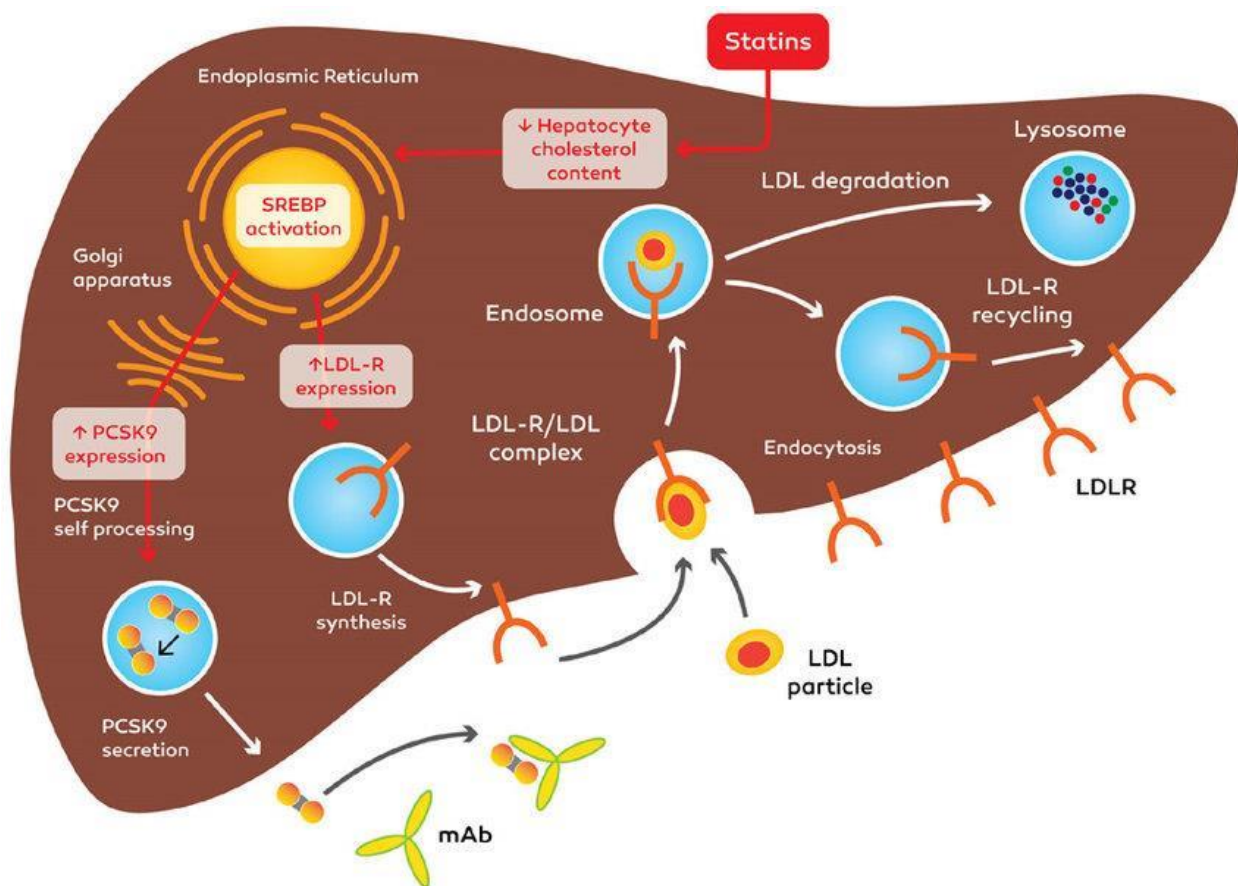 Statins
Endoplasmic Reticulum
↓ Hepatocyte
cholesterol
content
Lysosome
LDL degradation
SREBP
activation
Golgi
apparatus
Endosome
LDL-R
recycling
↑LDL-R
expression
↑ PCSK9
expression
LDL-R/LDL
complex
Endocytosis
LDLR
PCSK9
self processing
LDL-R
synthesis
LDL
particle
PCSK9
secretion
mAb